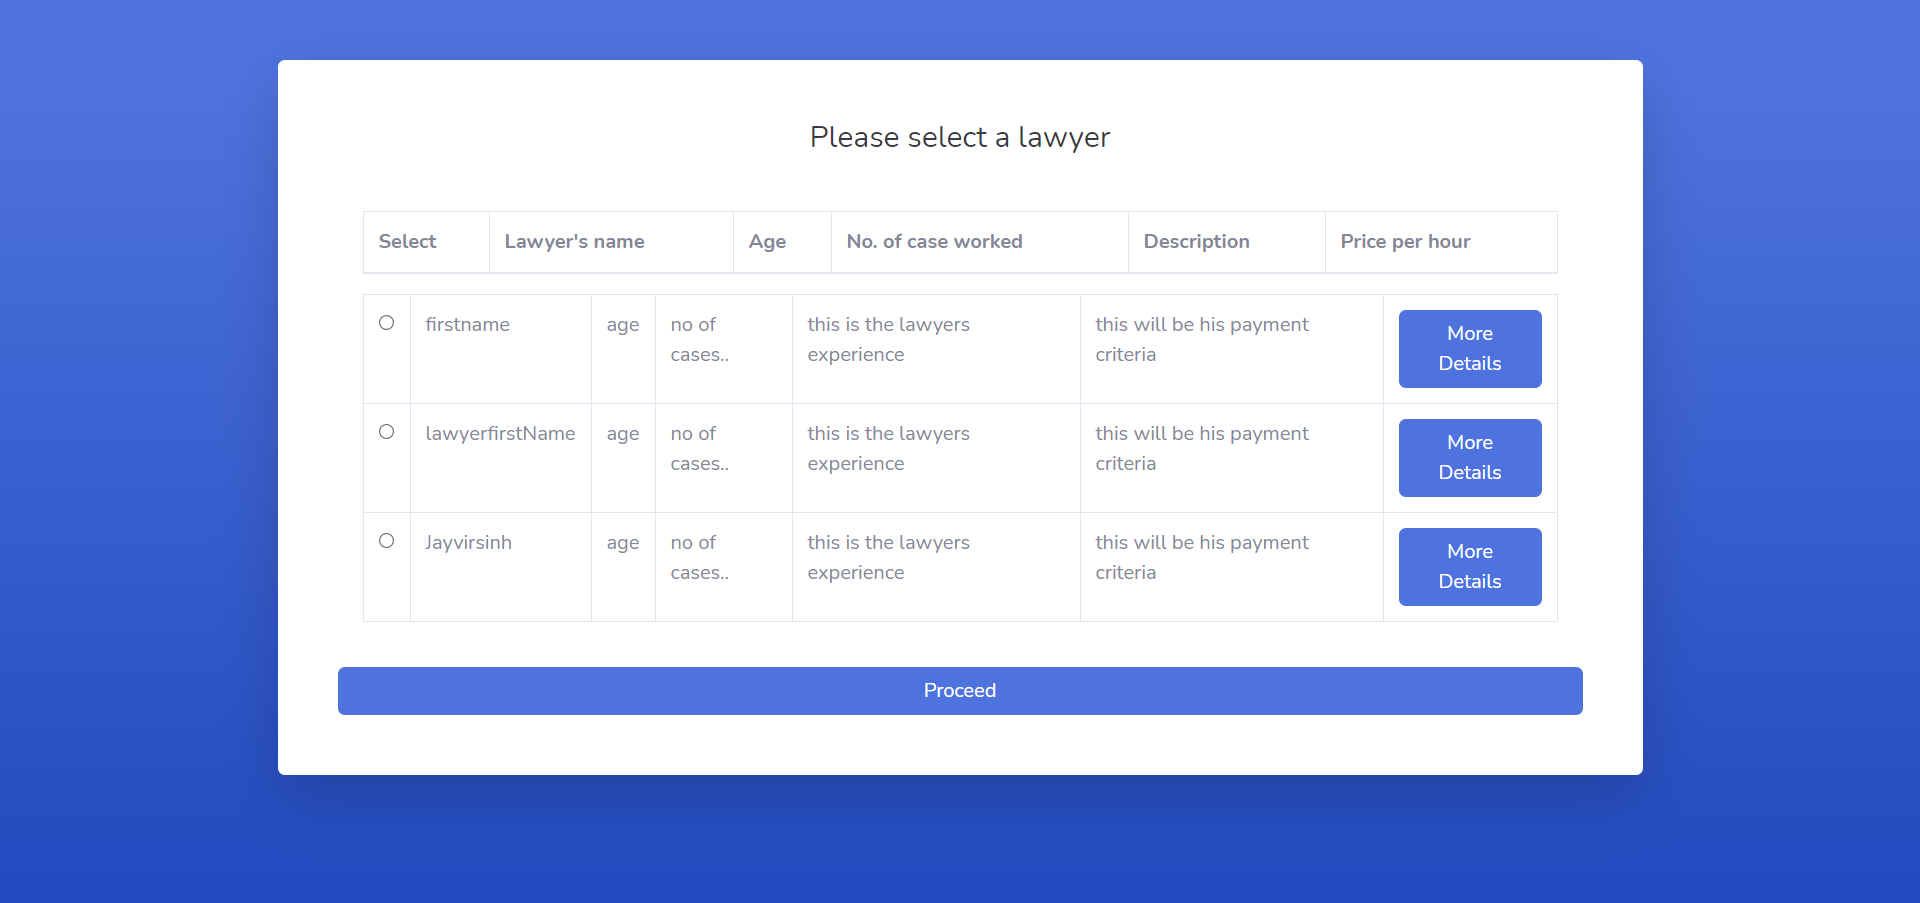 Please select a lawyer
Select Lawyer's name Age No. of case worked Description Price per hour
firstname age no of this is the lawyers this will be his payment More
cases.. experience criteria Details
lawyerfirstName age no of this is the lawyers this will be his payment More
cases.. experience criteria Details
Jayvirsinh age no of this is the lawyers this will be his payment More
cases.. experience criteria Details
Proceed